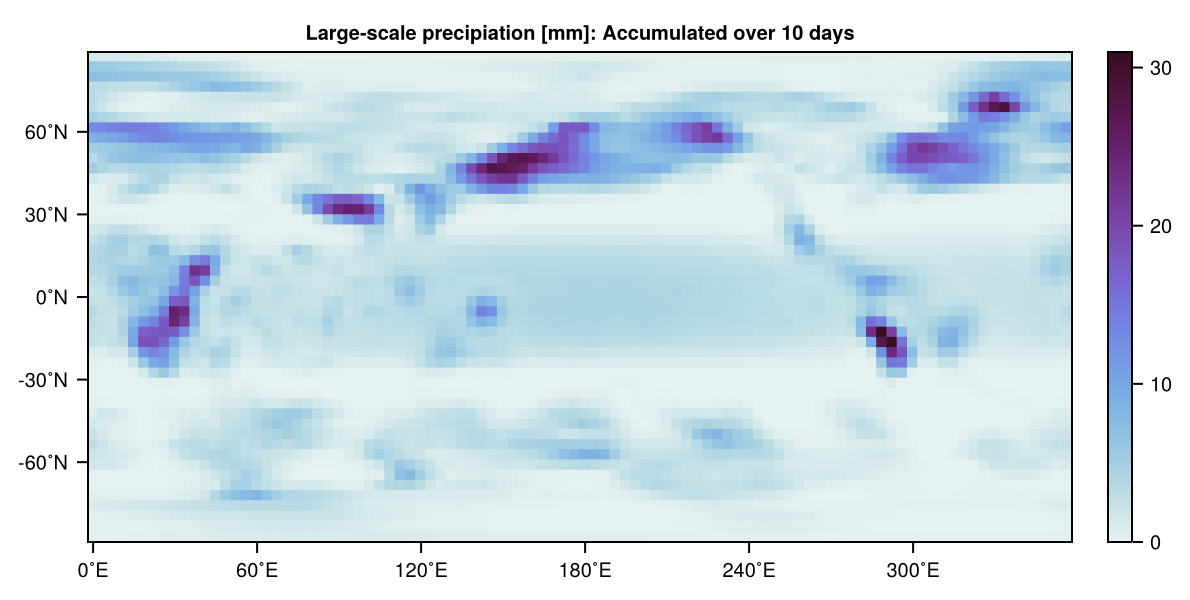 Large-scale precipiation [mm]: Accumulated over 10 days
60˚N
30˚N
0˚N
-30˚N
-60˚N
0˚E
60˚E
120˚E
180˚E
240˚E
300˚E
30
20
10
0